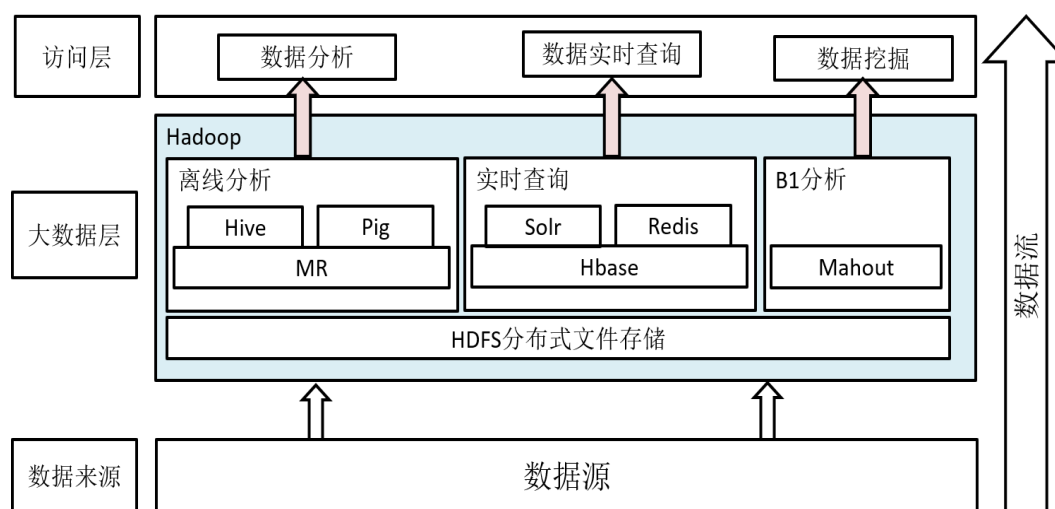 访问层
数据分析
数据实时查询
数据挖掘
Hadoop
离线分析
实时查询
B1分析
大数据层
Hive
Pig
Solr
Redis
MR
Hbase
Mahout
数据流
HDFS分布式文件存储
数据来源
数据源